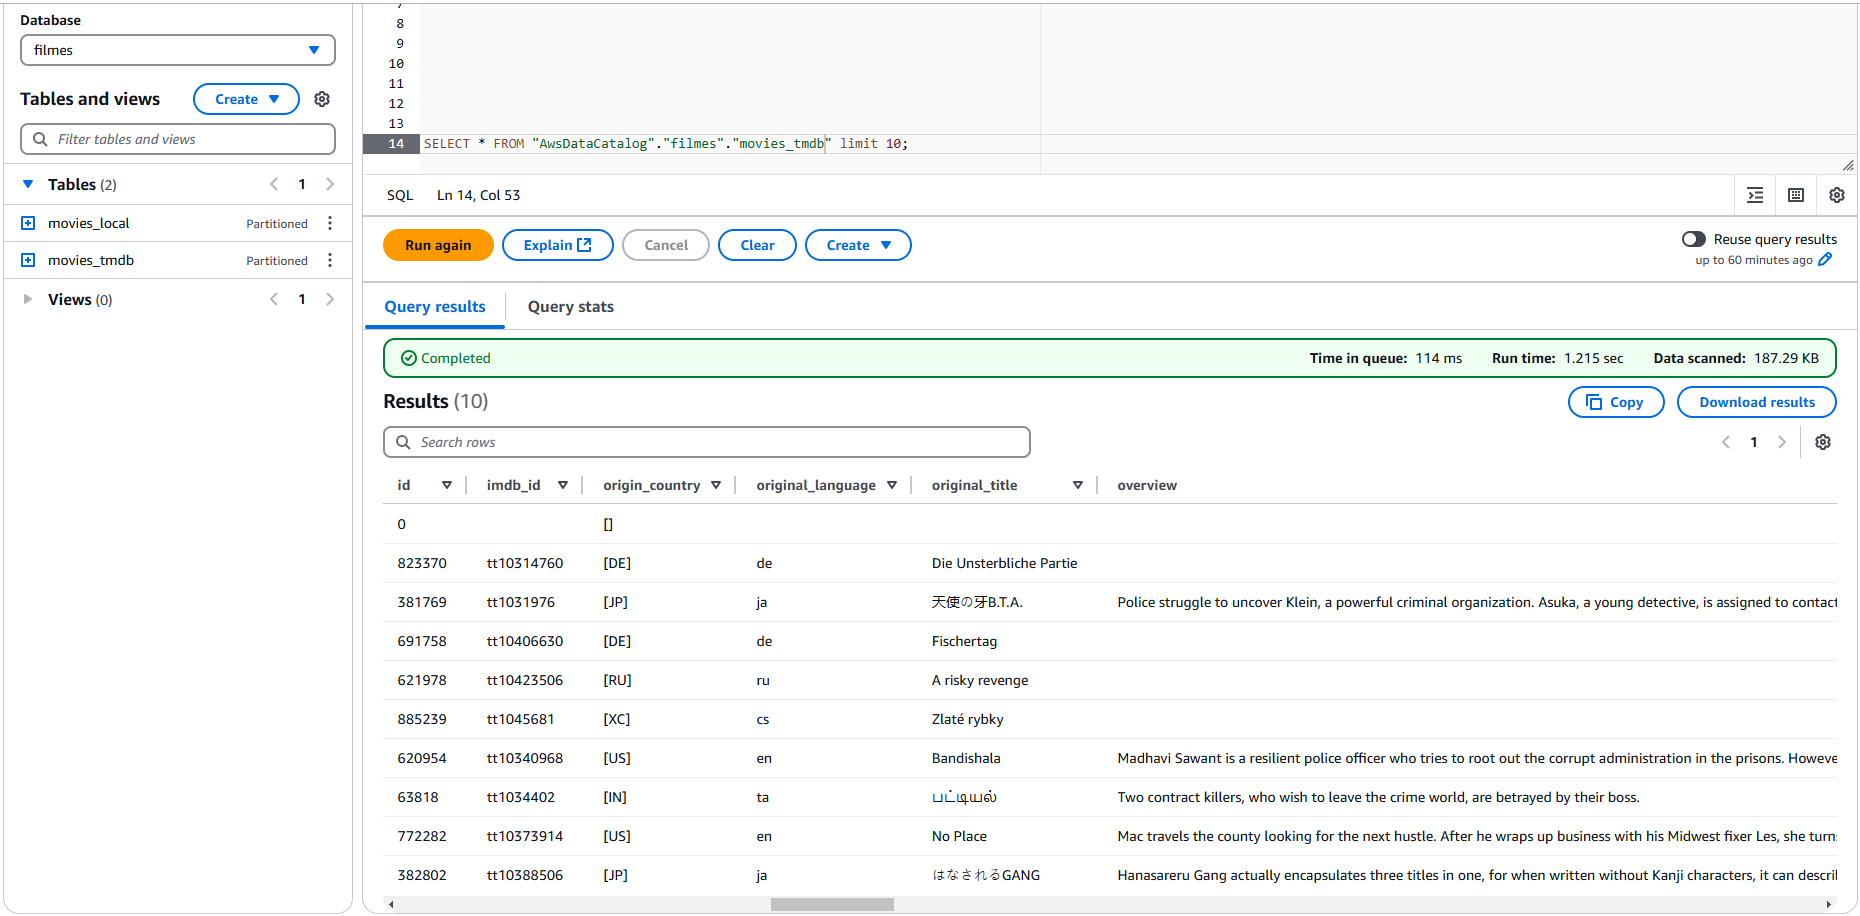 Database
filmes
Tables and views
Create
Filter tables and views
Tables (2)
1
movies_local
Partitioned
movies_tmdb
Partitioned
Views (0)
1
8
9
10
11
12
13
14 SELECT * FROM "AwsDataCatalog"."filmes"."movies_tmdb" limit 10;
SQL Ln 14, Col 53
Run again Explain Cancel Clear Create
Reuse query results
up to 60 minutes ago
Query results Query stats
Completed Time in queue: 114 ms Run time: 1.215 sec Data scanned: 187.29 KB
Results (10) Copy Download results
Search rows
1
id imdb_id origin_country original_language original_title overview
0 []
823370 tt10314760 [DE] de Die Unsterbliche Partie
381769 tt1031976 [JP] ja 天使の牙B.T.A. Police struggle to uncover Klein, a powerful criminal organization. Asuka, a young detective, is assigned to contact
691758 tt10406630 [DE] de Fischertag
621978 tt10423506 [RU] ru A risky revenge
885239 tt1045681 [XC] cs Zlaté rybky
620954 tt10340968 [US] en Bandishala Madhavi Sawant is a resilient police officer who tries to root out the corrupt administration in the prisons. Howeve
63818 tt1034402 [IN] ta பட்டியல் Two contract killers, who wish to leave the crime world, are betrayed by their boss.
772282 tt10373914 [US] en No Place Mac travels the county looking for the next hustle. After he wraps up business with his Midwest fixer Les, she turn
382802 tt10388506 [JP] ja はなされるGANG Hanasareru Gang actually encapsulates three titles in one, for when written without Kanji characters, it can descri